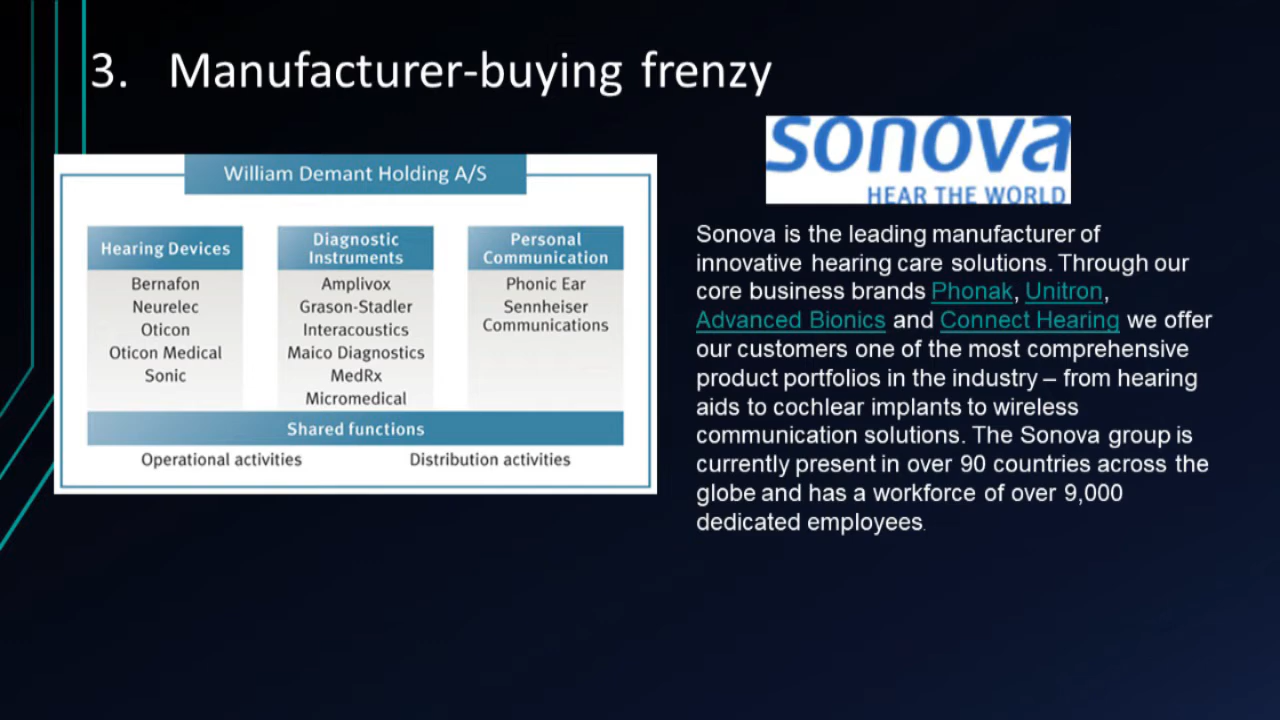 3. Manufacturer-buying frenzy
William Demant Holding A/S
Hearing Devices
Bernafon
Neurelec
Oticon
Oticon Medical
Sonic
Diagnostic
Instruments
Amplivox
Grason-Stadler
Interacoustics
Maico Diagnostics
MedRx
Micromedical
Personal
Communication
Phonic Ear
Sennheiser
Communications
Shared functions
Operational activities
Distribution activities
sonova
HEAR THE WORLD
Sonova is the leading manufacturer of
innovative hearing care solutions. Through our
core business brands Phonak, Unitron,
Advanced Bionics and Connect Hearing we offer
our customers one of the most comprehensive
product portfolios in the industry – from hearing
aids to cochlear implants to wireless
communication solutions. The Sonova group is
currently present in over 90 countries across the
globe and has a workforce of over 9,000
dedicated employees.